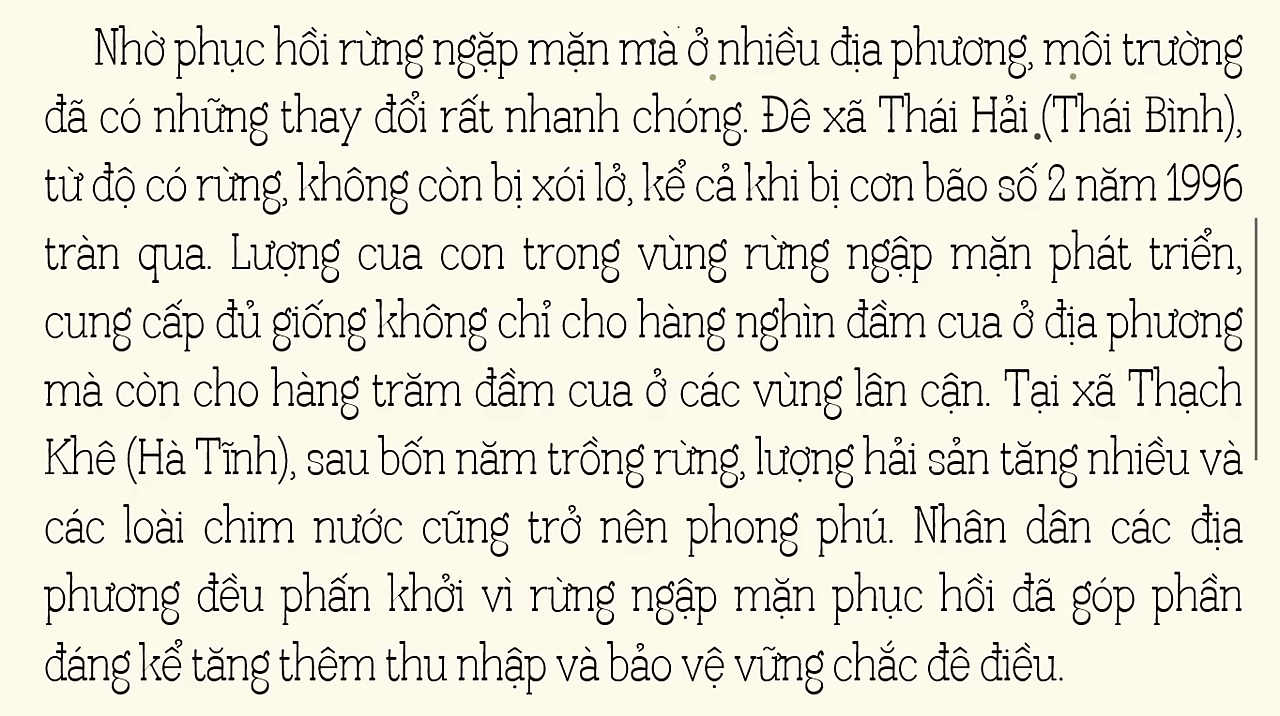 Nhờ phục hồi rừng ngặp mặn mà ở nhiều địa phương, môi trường
đã có những thay đổi rất nhanh chóng. Đê xã Thái Hải (Thái Bình),
từ độ có rừng, không còn bị xói lở, kể cả khi bị cơn bão số 2 năm 1996
tràn qua. Lượng cua con trong vùng rừng ngập mặn phát triển,
cung cấp đủ giống không chỉ cho hàng nghìn đầm cua ở địa phương
mà còn cho hàng trăm đầm cua ở các vùng lân cận. Tại xã Thạch
Khê (Hà Tĩnh), sau bốn năm trồng rừng, lượng hải sản tăng nhiều và
các loài chim nước cũng trở nên phong phú. Nhân dân các địa
phương đều phấn khởi vì rừng ngập mặn phục hồi đã góp phần
đáng kể tăng thêm thu nhập và bảo vệ vững chắc đê điều.